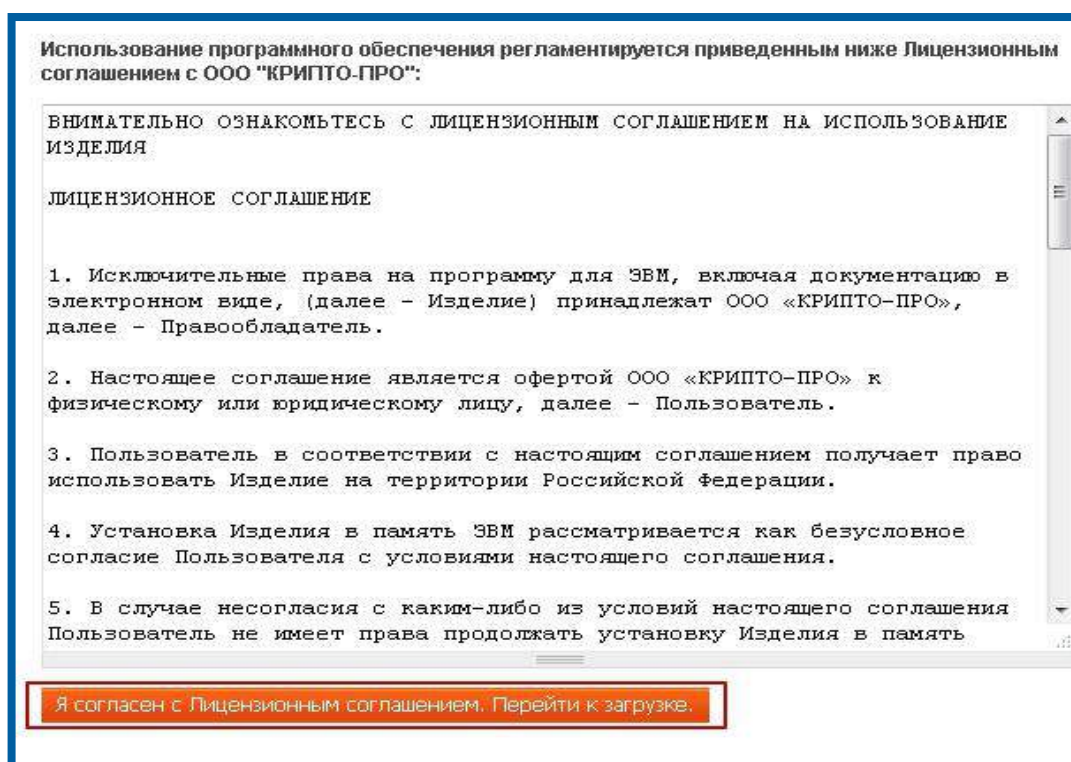 Использование программного обеспечения регламентируется приведенным ниже Лицензионным
соглашением с ООО "КРИПТО-ПРО":
ВНИМАТЕЛЬНО ОЗНАКОМЬТЕСЬ С ЛИЦЕНЗИОННЫМ СОГЛАШЕНИЕМ НА ИСПОЛЬЗОВАНИЕ
ИЗДЕЛИЯ
ЛИЦЕНЗИОННОЕ СОГЛАШЕНИЕ
1. Исключительные права на программу для ЭВМ, включая документацию в
электронном виде, (далее – Изделие) принадлежат ООО «КРИПТО-ПРО»,
далее – Правообладатель.
2. Настоящее соглашение является офертой ООО «КРИПТО-ПРО» к
физическому или юридическому лицу, далее – Пользователь.
3. Пользователь в соответствии с настоящим соглашением получает право
использовать Изделие на территории Российской Федерации.
4. Установка Изделия в память ЭВМ рассматривается как безусловное
согласие Пользователя с условиями настоящего соглашения.
5. В случае несогласия с каким-либо из условий настоящего соглашения
Пользователь не имеет права продолжать установку Изделия в память
Я согласен с Лицензионным соглашением. Перейти к загрузке.